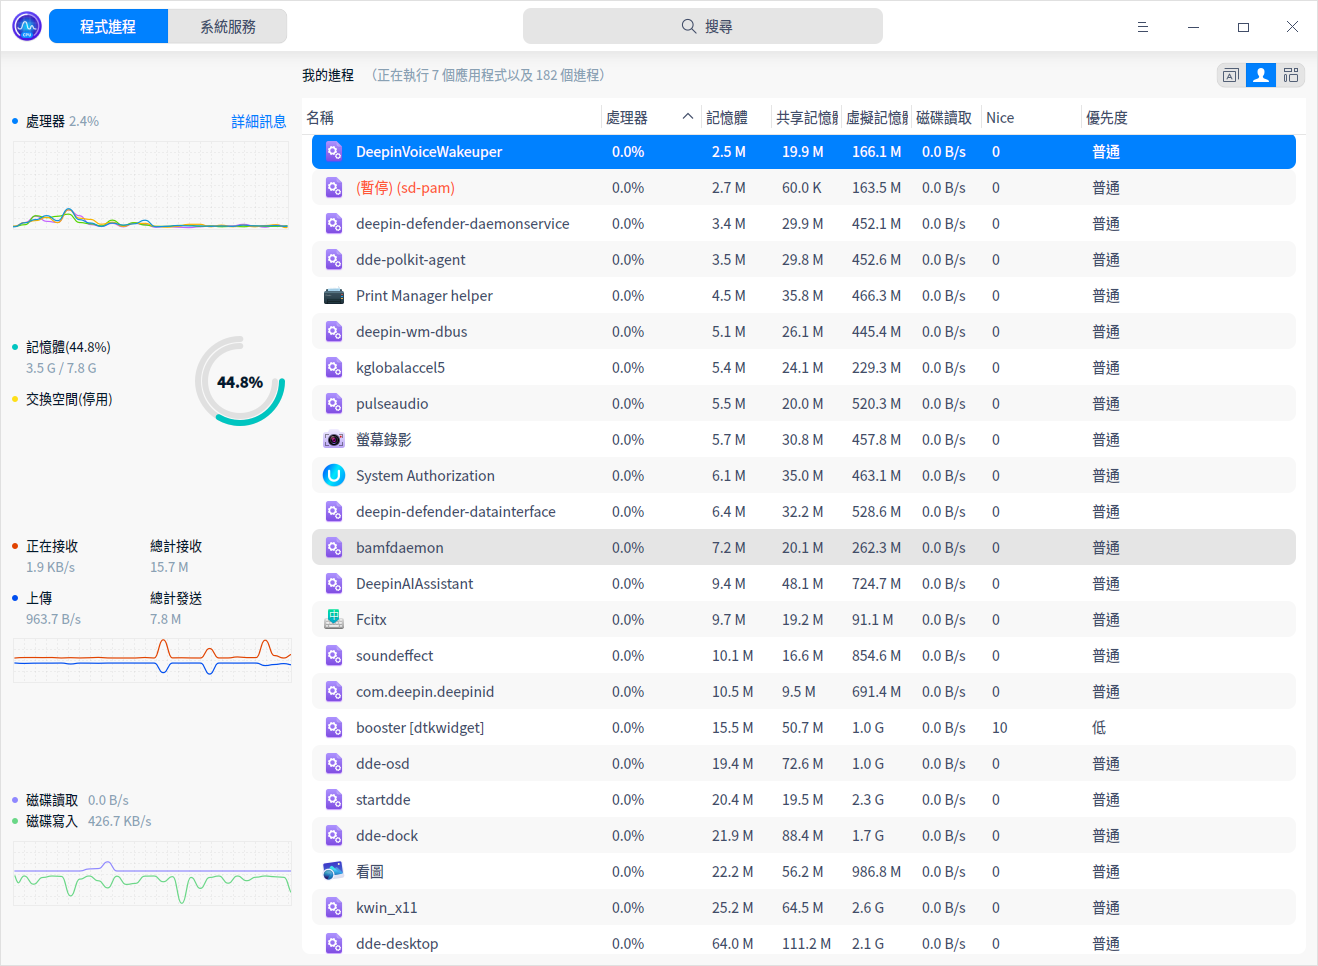 程式進程 系統服務 搜尋
我的進程 （正在執行 7 個應用程式以及 182 個進程）
處理器 2.4% 詳細訊息
記憶體(44.8%)
3.5 G / 7.8 G
交換空間(停用)
44.8%
正在接收 總計接收
1.9 KB/s 15.7 M
上傳 總計發送
963.7 B/s 7.8 M
磁碟讀取 0.0 B/s
磁碟寫入 426.7 KB/s
名稱 處理器 記憶體 共享記憶 虛擬記憶 磁碟讀取 Nice 優先度
DeepinVoiceWakeuper 0.0% 2.5 M 19.9 M 166.1 M 0.0 B/s 0 普通
(暫停) (sd-pam) 0.0% 2.7 M 60.0 K 163.5 M 0.0 B/s 0 普通
deepin-defender-daemonservice 0.0% 3.4 M 29.9 M 452.1 M 0.0 B/s 0 普通
dde-polkit-agent 0.0% 3.5 M 29.8 M 452.6 M 0.0 B/s 0 普通
Print Manager helper 0.0% 4.5 M 35.8 M 466.3 M 0.0 B/s 0 普通
deepin-wm-dbus 0.0% 5.1 M 26.1 M 445.4 M 0.0 B/s 0 普通
kglobalaccel5 0.0% 5.4 M 24.1 M 229.3 M 0.0 B/s 0 普通
pulseaudio 0.0% 5.5 M 20.0 M 520.3 M 0.0 B/s 0 普通
螢幕錄影 0.0% 5.7 M 30.8 M 457.8 M 0.0 B/s 0 普通
System Authorization 0.0% 6.1 M 35.0 M 463.1 M 0.0 B/s 0 普通
deepin-defender-datainterface 0.0% 6.4 M 32.2 M 528.6 M 0.0 B/s 0 普通
bamfdaemon 0.0% 7.2 M 20.1 M 262.3 M 0.0 B/s 0 普通
DeepinAIAssistant 0.0% 9.4 M 48.1 M 724.7 M 0.0 B/s 0 普通
Fcitx 0.0% 9.7 M 19.2 M 91.1 M 0.0 B/s 0 普通
soundeffect 0.0% 10.1 M 16.6 M 854.6 M 0.0 B/s 0 普通
com.deepin.deepinid 0.0% 10.5 M 9.5 M 691.4 M 0.0 B/s 0 普通
booster [dtkwidget] 0.0% 15.5 M 50.7 M 1.0 G 0.0 B/s 10 低
dde-osd 0.0% 19.4 M 72.6 M 1.0 G 0.0 B/s 0 普通
startdde 0.0% 20.4 M 19.5 M 2.3 G 0.0 B/s 0 普通
dde-dock 0.0% 21.9 M 88.4 M 1.7 G 0.0 B/s 0 普通
看圖 0.0% 22.2 M 56.2 M 986.8 M 0.0 B/s 0 普通
kwin_x11 0.0% 25.2 M 64.5 M 2.6 G 0.0 B/s 0 普通
dde-desktop 0.0% 64.0 M 111.2 M 2.1 G 0.0 B/s 0 普通